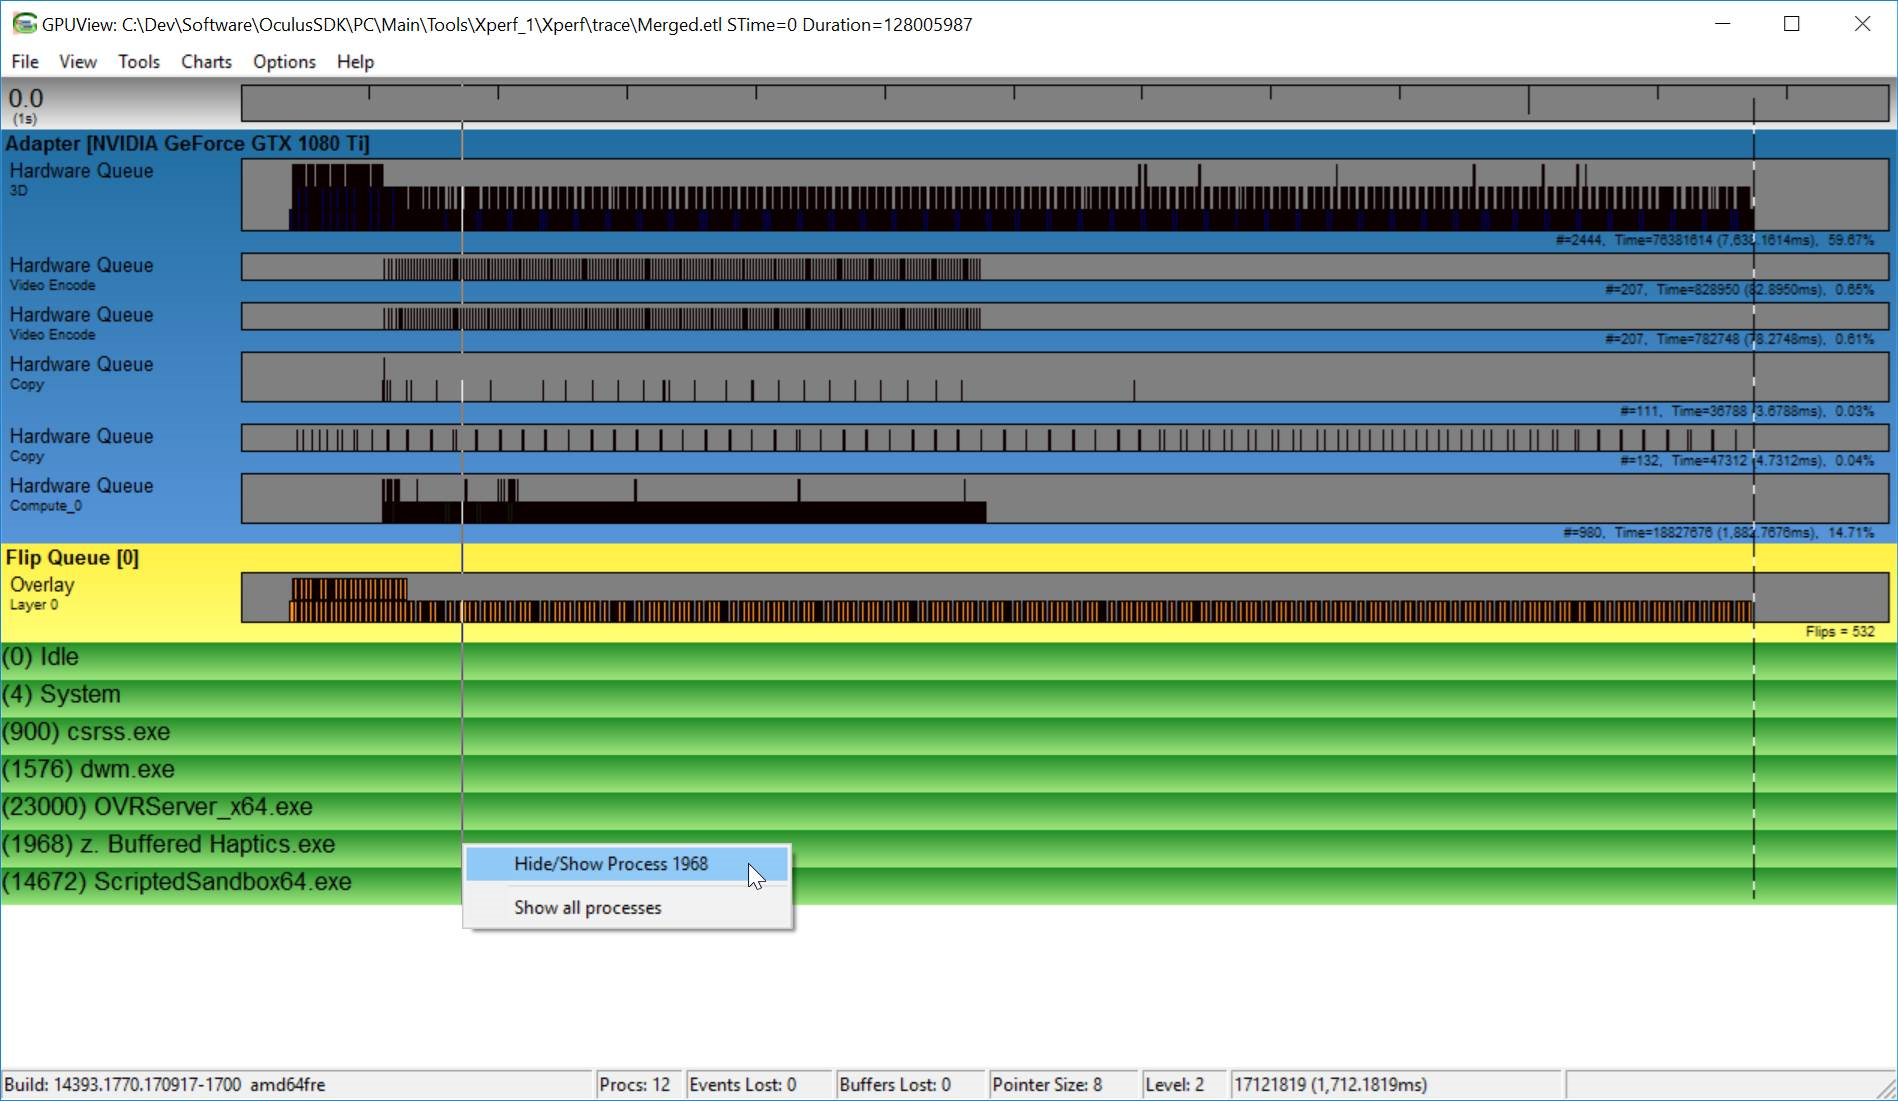 GPUView: C:\Dev\Software\OculusSDK\PC\Main\Tools\Xperf_1\Xperf\trace\Merged.etl STime=0 Duration=128005987
File View Tools Charts Options Help
0.0
(1s)
Adapter [NVIDIA GeForce GTX 1080 Ti]
Hardware Queue
3D
#=2444, Time=76381614 (7,638.1614ms), 59.67%
Hardware Queue
Video Encode
#=207, Time=828950 (82.8950ms), 0.65%
Hardware Queue
Video Encode
#=207, Time=782748 (78.2748ms), 0.61%
Hardware Queue
Copy
#=111, Time=36788 (3.6788ms), 0.03%
Hardware Queue
Copy
#=132, Time=47312 (4.7312ms), 0.04%
Hardware Queue
Compute_0
#=980, Time=18827676 (1,882.7676ms), 14.71%
Flip Queue [0]
Overlay
Layer 0
Flips = 532
(0) Idle
(4) System
(900) csrss.exe
(1576) dwm.exe
(23000) OVRServer_x64.exe
(1968) z. Buffered Haptics.exe
Hide/Show Process 1968
(14672) ScriptedSandbox64.exe
Show all processes
Build: 14393.1770.170917-1700 amd64fre Procs: 12 Events Lost: 0 Buffers Lost: 0 Pointer Size: 8 Level: 2 17121819 (1,712.1819ms)